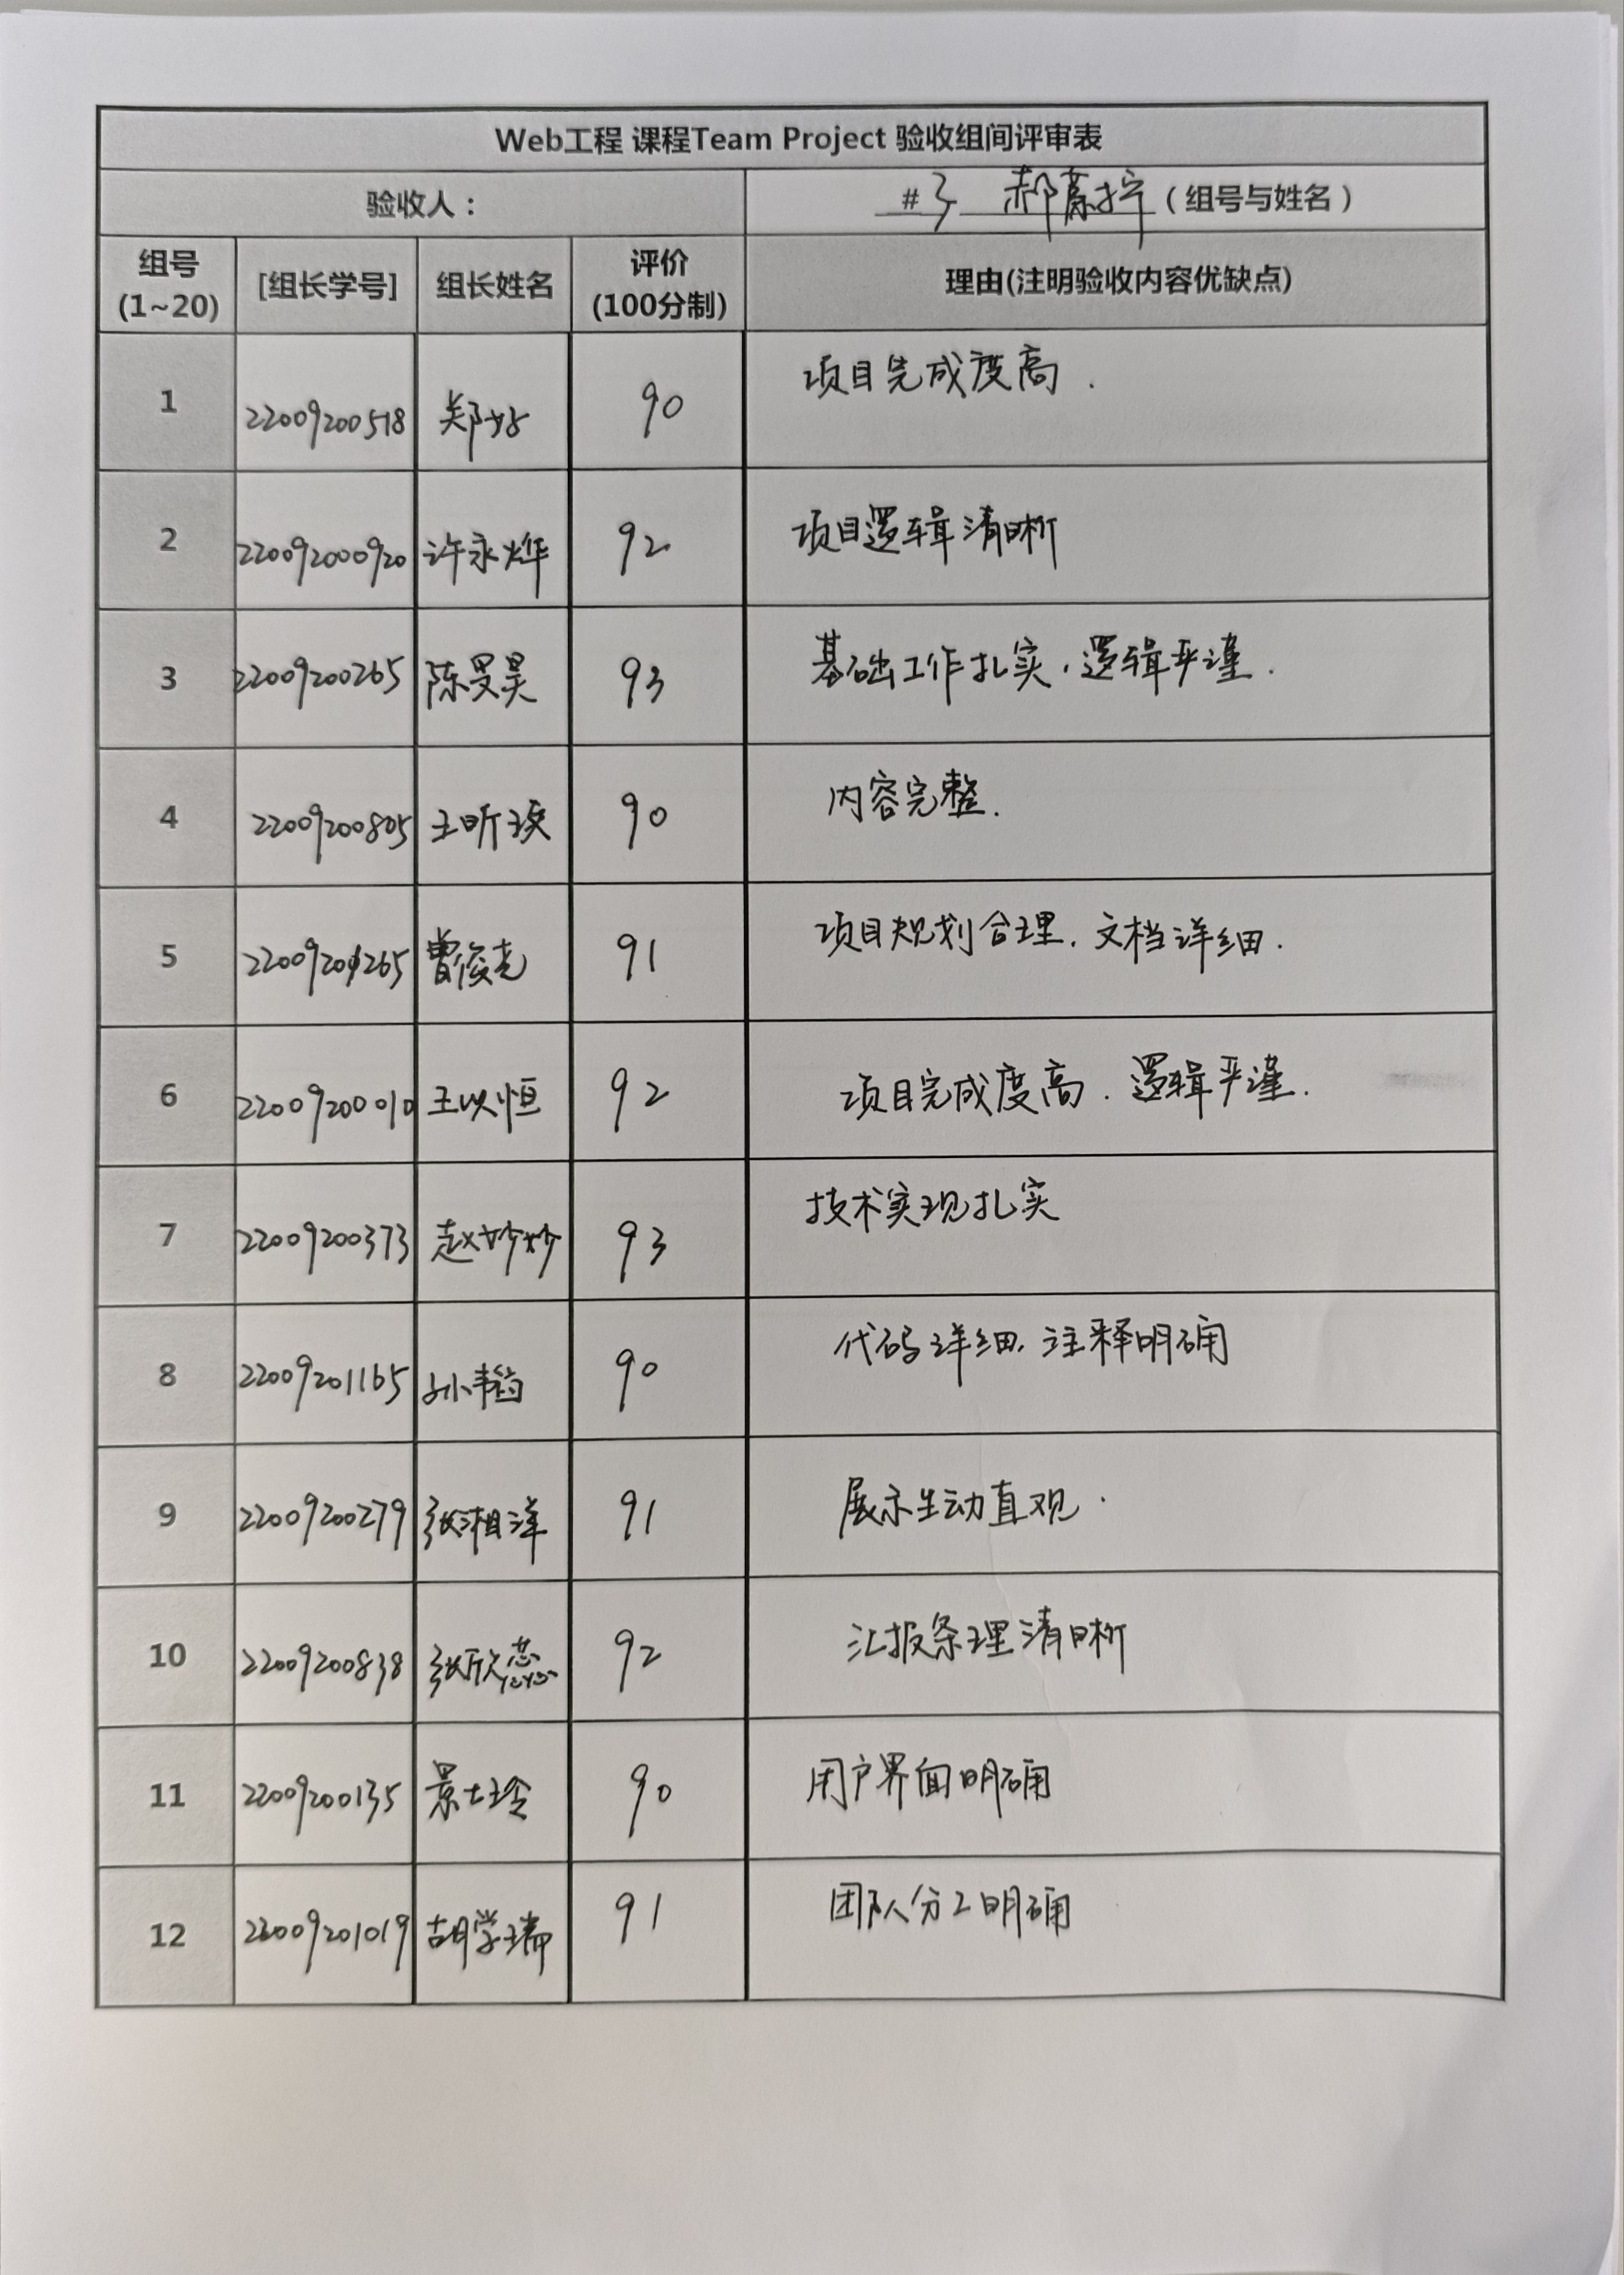 Web工程 课程Team Project 验收组间评审表
验收人： #3 郝蔡拧（组号与姓名）
组号(1~20) [组长学号] 组长姓名 评价(100分制) 理由(注明验收内容优缺点)
1 22009200518 郑好 90 项目完成度高.
2 22009200920 许永烨 92 项目逻辑清晰
3 22009200265 陈旻昊 93 基础工作扎实，逻辑严谨.
4 22009200805 王昕瑛 90 内容完整.
5 22009201265 曹俊尧 91 项目规划合理. 文档详细.
6 22009200010 王以恒 92 项目完成度高. 逻辑严谨.
7 22009200373 赵妙妙 93 技术实现扎实
8 22009201165 孙韦韵 90 代码详细. 注释明确
9 22009200279 张湘洋 91 展示生动直观.
10 22009200838 张欣蕊 92 汇报条理清晰
11 22009200135 景士玲 90 用户界面明确
12 22009201019 胡学瑞 91 团队分工明确